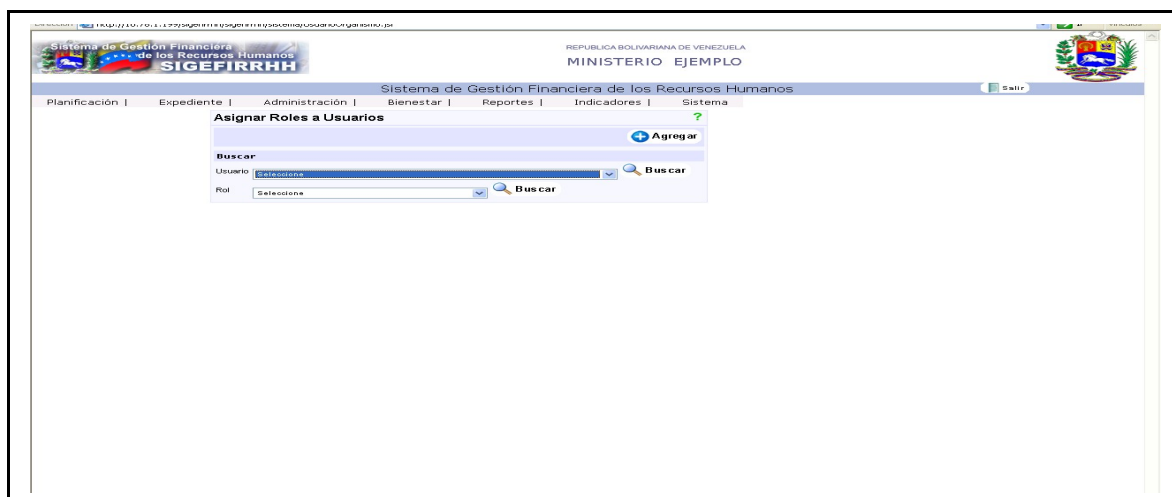 Sistema de Gestión Financiera
de los Recursos Humanos
SIGEFIRRHH
REPUBLICA BOLIVARIANA DE VENEZUELA
MINISTERIO EJEMPLO
Sistema de Gestión Financiera de los Recursos Humanos
Salir
Planificación | Expediente | Administración | Bienestar | Reportes | Indicadores | Sistema
Asignar Roles a Usuarios ?
Agregar
Buscar
Usuario Seleccione Buscar
Rol Seleccione Buscar